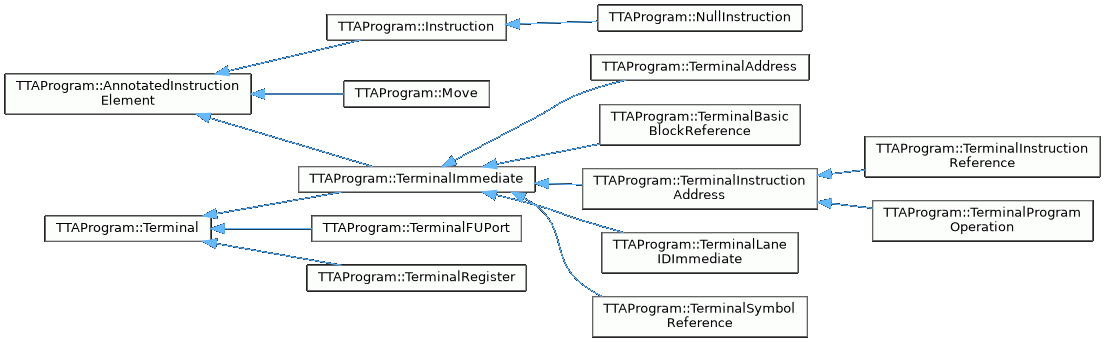 TTAProgram::Instruction
TTAProgram::NullInstruction
TTAProgram::AnnotatedInstruction
Element
TTAProgram::Move
TTAProgram::TerminalAddress
TTAProgram::TerminalBasic
BlockReference
TTAProgram::TerminalImmediate
TTAProgram::TerminalInstruction
Address
TTAProgram::TerminalInstruction
Reference
TTAProgram::TerminalProgram
Operation
TTAProgram::Terminal
TTAProgram::TerminalFUPort
TTAProgram::TerminalLane
IDImmediate
TTAProgram::TerminalRegister
TTAProgram::TerminalSymbol
Reference